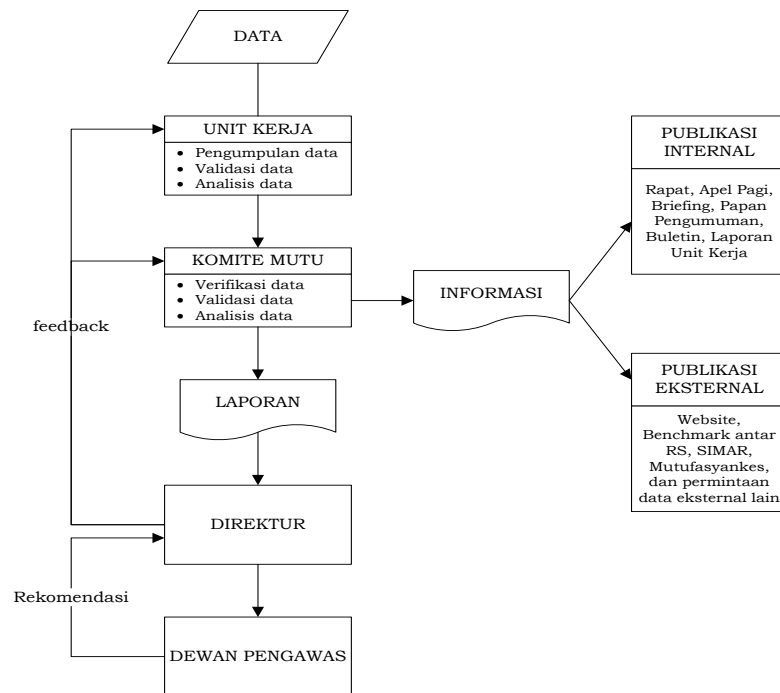 DATA
UNIT KERJA
• Pengumpulan data
• Validasi data
• Analisis data
KOMITE MUTU
• Verifikasi data
• Validasi data
• Analisis data
feedback
LAPORAN
DIREKTUR
Rekomendasi
DEWAN PENGAWAS
INFORMASI
PUBLIKASI
INTERNAL
Rapat, Apel Pagi,
Briefing, Papan
Pengumuman,
Buletin, Laporan
Unit Kerja
PUBLIKASI
EKSTERNAL
Website,
Benchmark antar
RS, SIMAR,
Mutufasyankes,
dan permintaan
data eksternal lain